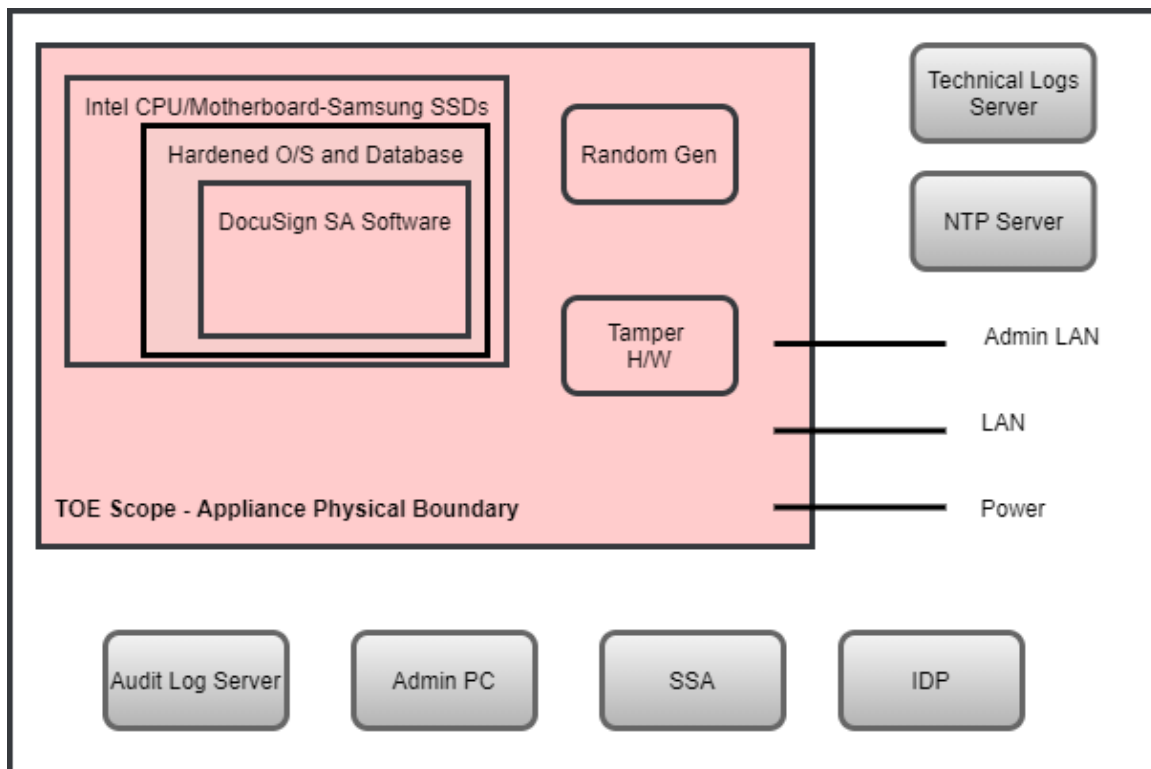 Intel CPU/Motherboard-Samsung SSDs
Hardened O/S and Database
DocuSign SA Software
Random Gen
Tamper
H/W
TOE Scope - Appliance Physical Boundary
Technical Logs
Server
NTP Server
Admin LAN
LAN
Power
Audit Log Server
Admin PC
SSA
IDP